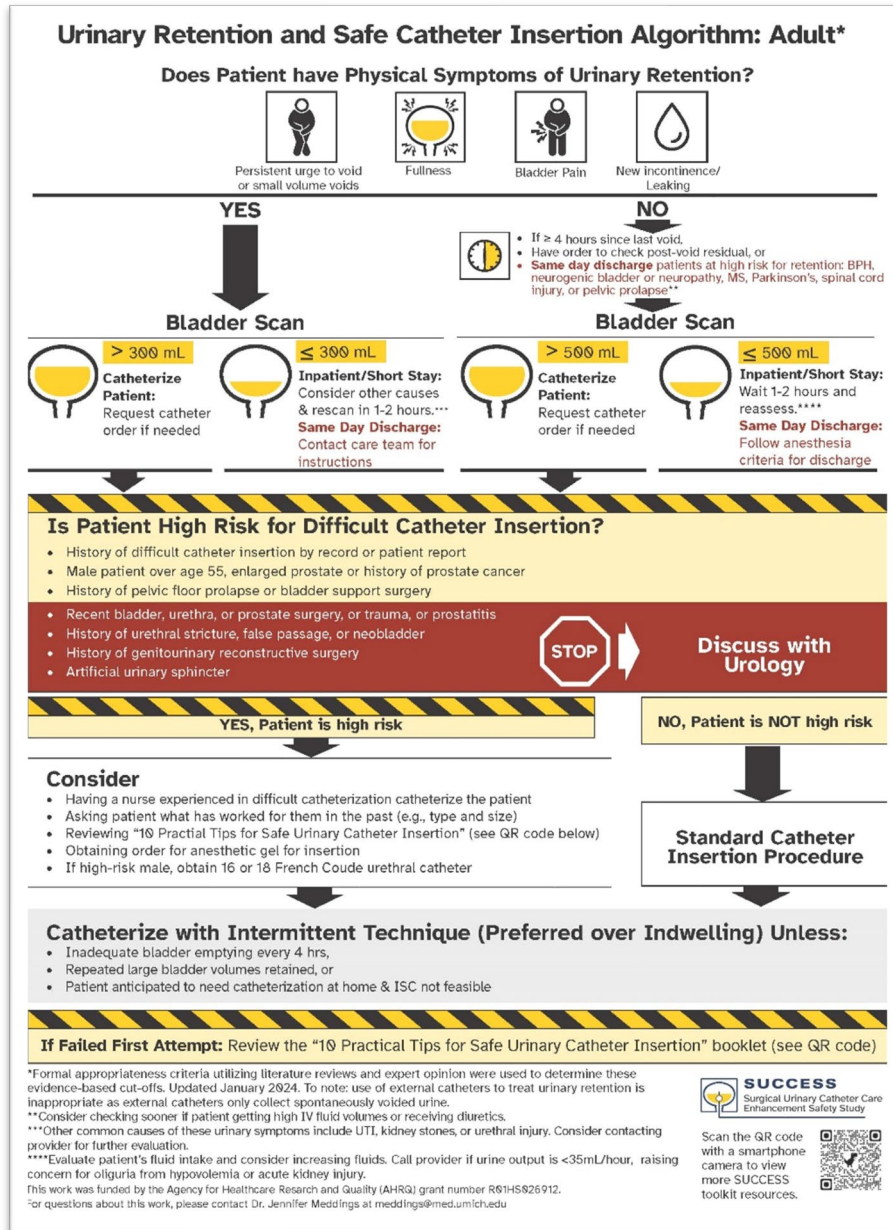 Urinary Retention and Safe Catheter Insertion Algorithm: Adult*
Does Patient have Physical Symptoms of Urinary Retention?
Persistent urge to void
or small volume voids
Fullness
Bladder Pain
New incontinence/
Leaking
YES
NO
• If ≥ 4 hours since last void,
• Have order to check post-void residual, or
• Same day discharge patients at high risk for retention: BPH,
neurogenic bladder or neuropathy, MS, Parkinson's, spinal cord
injury, or pelvic prolapse**
Bladder Scan
> 300 mL
Catheterize
Patient:
Request catheter
order if needed
≤ 300 mL
Inpatient/Short Stay:
Consider other causes
& rescan in 1-2 hours.***
Same Day Discharge:
Contact care team for
instructions
Bladder Scan
> 500 mL
Catheterize
Patient:
Request catheter
order if needed
≤ 500 mL
Inpatient/Short Stay:
Wait 1-2 hours and
reassess.****
Same Day Discharge:
Follow anesthesia
criteria for discharge
Is Patient High Risk for Difficult Catheter Insertion?
• History of difficult catheter insertion by record or patient report
• Male patient over age 55, enlarged prostate or history of prostate cancer
• History of pelvic floor prolapse or bladder support surgery
• Recent bladder, urethra, or prostate surgery, or trauma, or prostatitis
• History of urethral stricture, false passage, or neobladder
• History of genitourinary reconstructive surgery
• Artificial urinary sphincter
STOP
Discuss with
Urology
YES, Patient is high risk
NO, Patient is NOT high risk
Consider
• Having a nurse experienced in difficult catheterization catheterize the patient
• Asking patient what has worked for them in the past (e.g., type and size)
• Reviewing "10 Practial Tips for Safe Urinary Catheter Insertion" (see QR code below)
• Obtaining order for anesthetic gel for insertion
• If high-risk male, obtain 16 or 18 French Coude urethral catheter
Standard Catheter
Insertion Procedure
Catheterize with Intermittent Technique (Preferred over Indwelling) Unless:
• Inadequate bladder emptying every 4 hrs,
• Repeated large bladder volumes retained, or
• Patient anticipated to need catheterization at home & ISC not feasible
If Failed First Attempt: Review the "10 Practical Tips for Safe Urinary Catheter Insertion" booklet (see QR code)
*Formal appropriateness criteria utilizing literature reviews and expert opinion were used to determine these
evidence-based cut-offs. Updated January 2024. To note: use of external catheters to treat urinary retention is
inappropriate as external catheters only collect spontaneously voided urine.
**Consider checking sooner if patient getting high IV fluid volumes or receiving diuretics.
***Other common causes of these urinary symptoms include UTI, kidney stones, or urethral injury. Consider contacting
provider for further evaluation.
****Evaluate patient's fluid intake and consider increasing fluids. Call provider if urine output is <35mL/hour, raising
concern for oliguria from hypovolemia or acute kidney injury.
This work was funded by the Agency for Healthcare Resarch and Quality (AHRQ) grant number R01HS026912.
For questions about this work, please contact Dr. Jennifer Meddings at meddings@med.umich.edu
SUCCESS
Surgical Urinary Catheter Care
Enhancement Safety Study
Scan the QR code
with a smartphone
camera to view
more SUCCESS
toolkit resources.